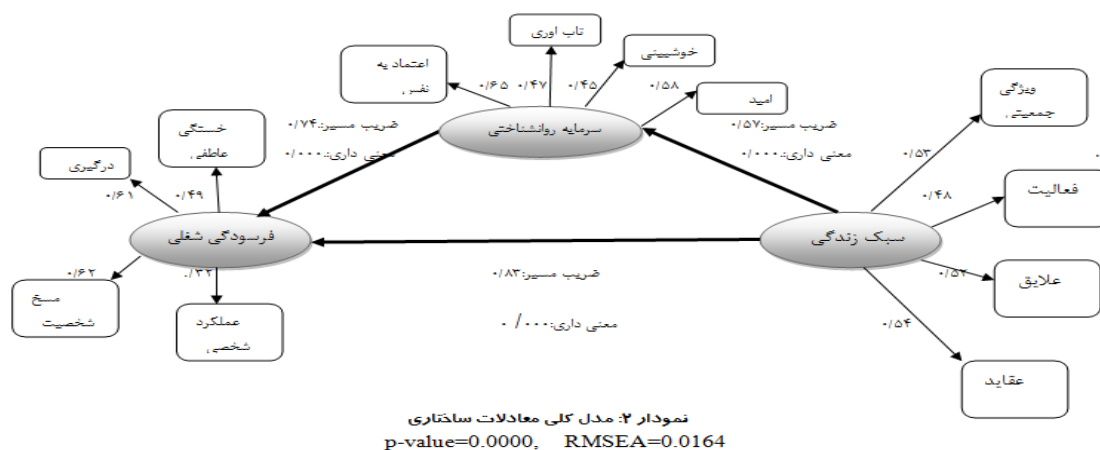 تاب اوری
خوشبینی
اعتماد یه
نفس
۰/۶۵
۰/۴۷
۰/۴۵
۰/۵۸
امید
ویژگی
جمعیتی
سرمایه روانشناختی
خستگی
عاطفی
ضریب مسیر:۰/۷۴
ضریب مسیر:۰/۵۷
معنی داری:۰/۰۰۰
معنی داری:۰/۰۰۰
درگیری
۰/۶۱
۰/۴۹
۰/۵۳
۰/۴۸
فعالیت
فرسودگی شغلی
سبک زندگی
۰/۶۲
۰/۵۲
علایق
ضریب مسیر:۰/۸۳
مسخ
شخصیت
عملکرد
شخصی
معنی داری:۰/۰۰۰
۰/۵۴
عقاید
نمودار ۲: مدل کلی معادلات ساختاری
p-value=0.0000, RMSEA=0.0164